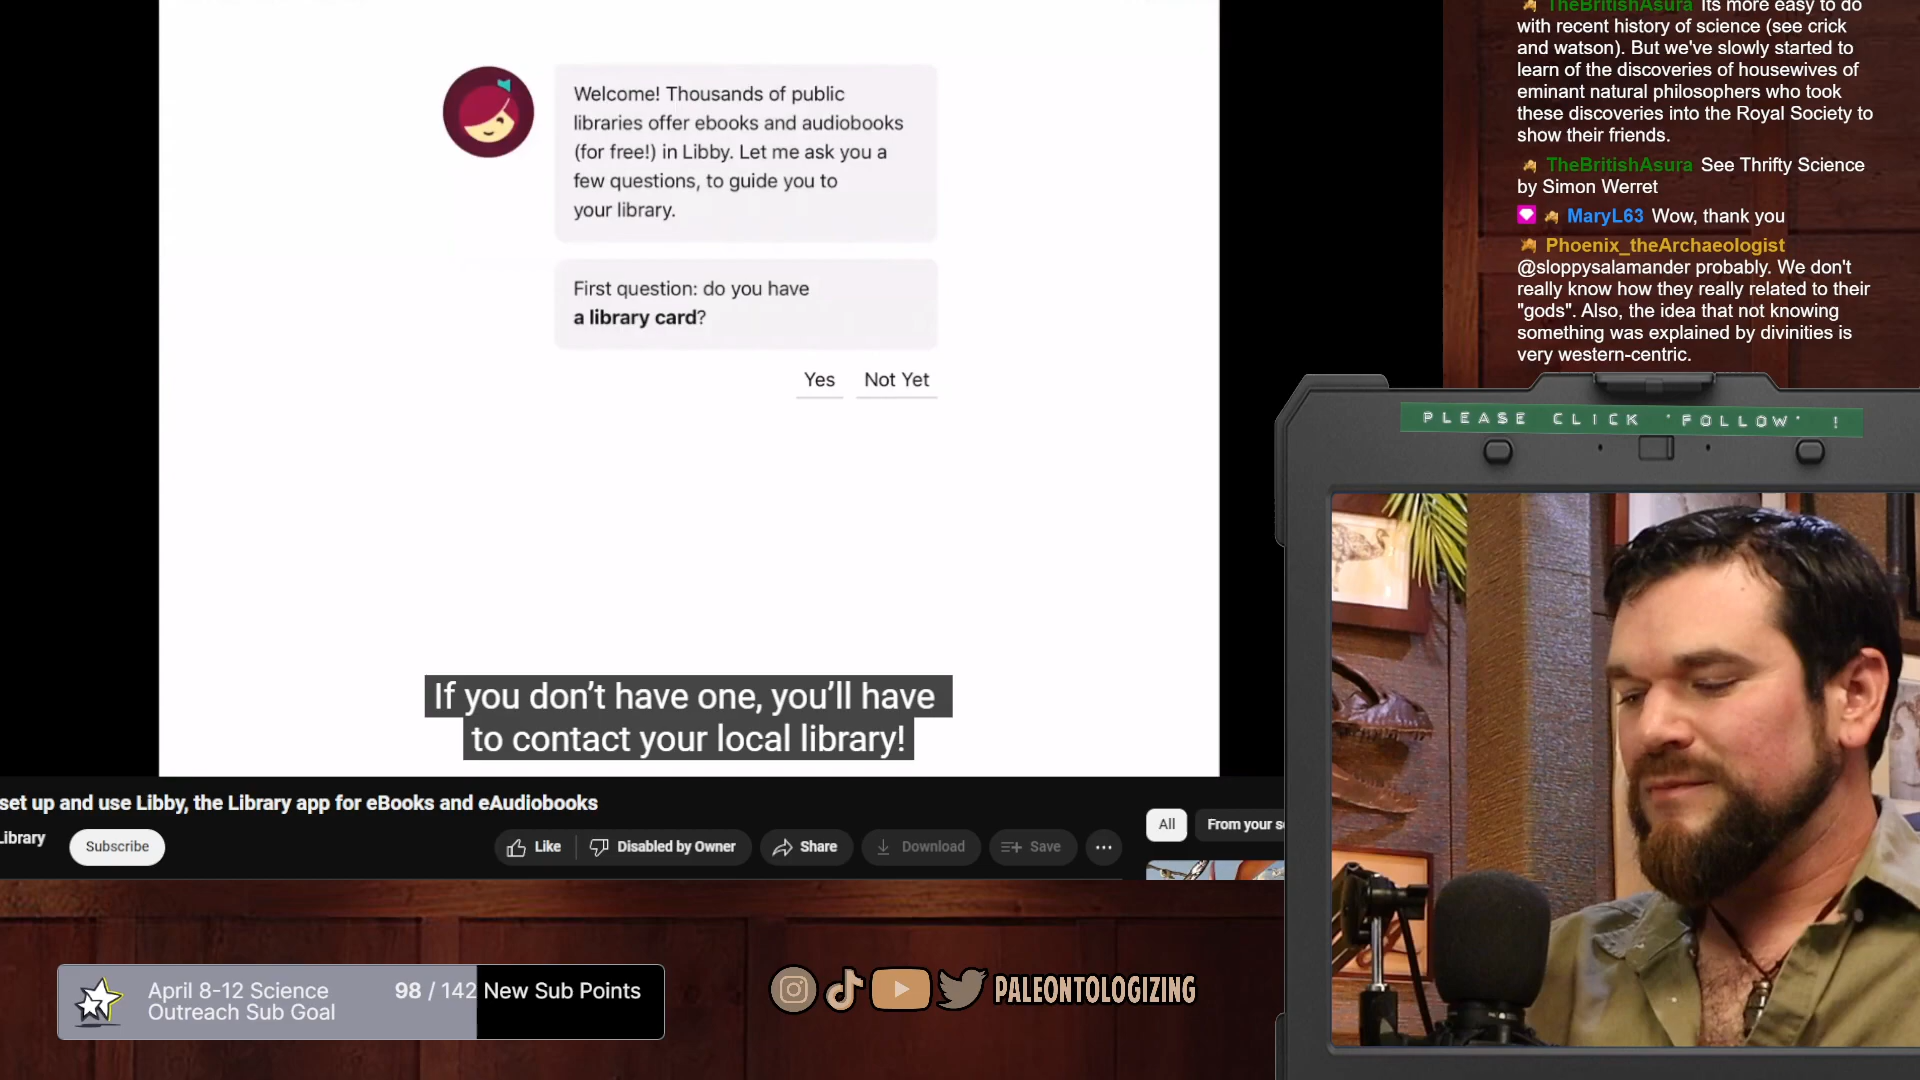 Welcome! Thousands of public
libraries offer ebooks and audiobooks
(for free!) in Libby. Let me ask you a
few questions, to guide you to
your library.
First question: do you have
a library card?
Yes
Not Yet
If you don't have one, you'll have
to contact your local library!
set up and use Libby, the Library app for eBooks and eAudiobooks
Library
Subscribe
Like
Disabled by Owner
Share
Download
Save
All
From your
April 8-12 Science
Outreach Sub Goal
98 / 142 New Sub Points
PALEONTOLOGIZING
TheBritishAsura Its more easy to do
with recent history of science (see crick
and watson). But we've slowly started to
learn of the discoveries of housewives of
eminant natural philosophers who took
these discoveries into the Royal Society to
show their friends.
TheBritishAsura See Thrifty Science
by Simon Werret
MaryL63 Wow, thank you
Phoenix_theArchaeologist
@sloppysalamander probably. We don't
really know how they really related to their
"gods". Also, the idea that not knowing
something was explained by divinities is
very western-centric.
PLEASE CLICK 'FOLLOW' !